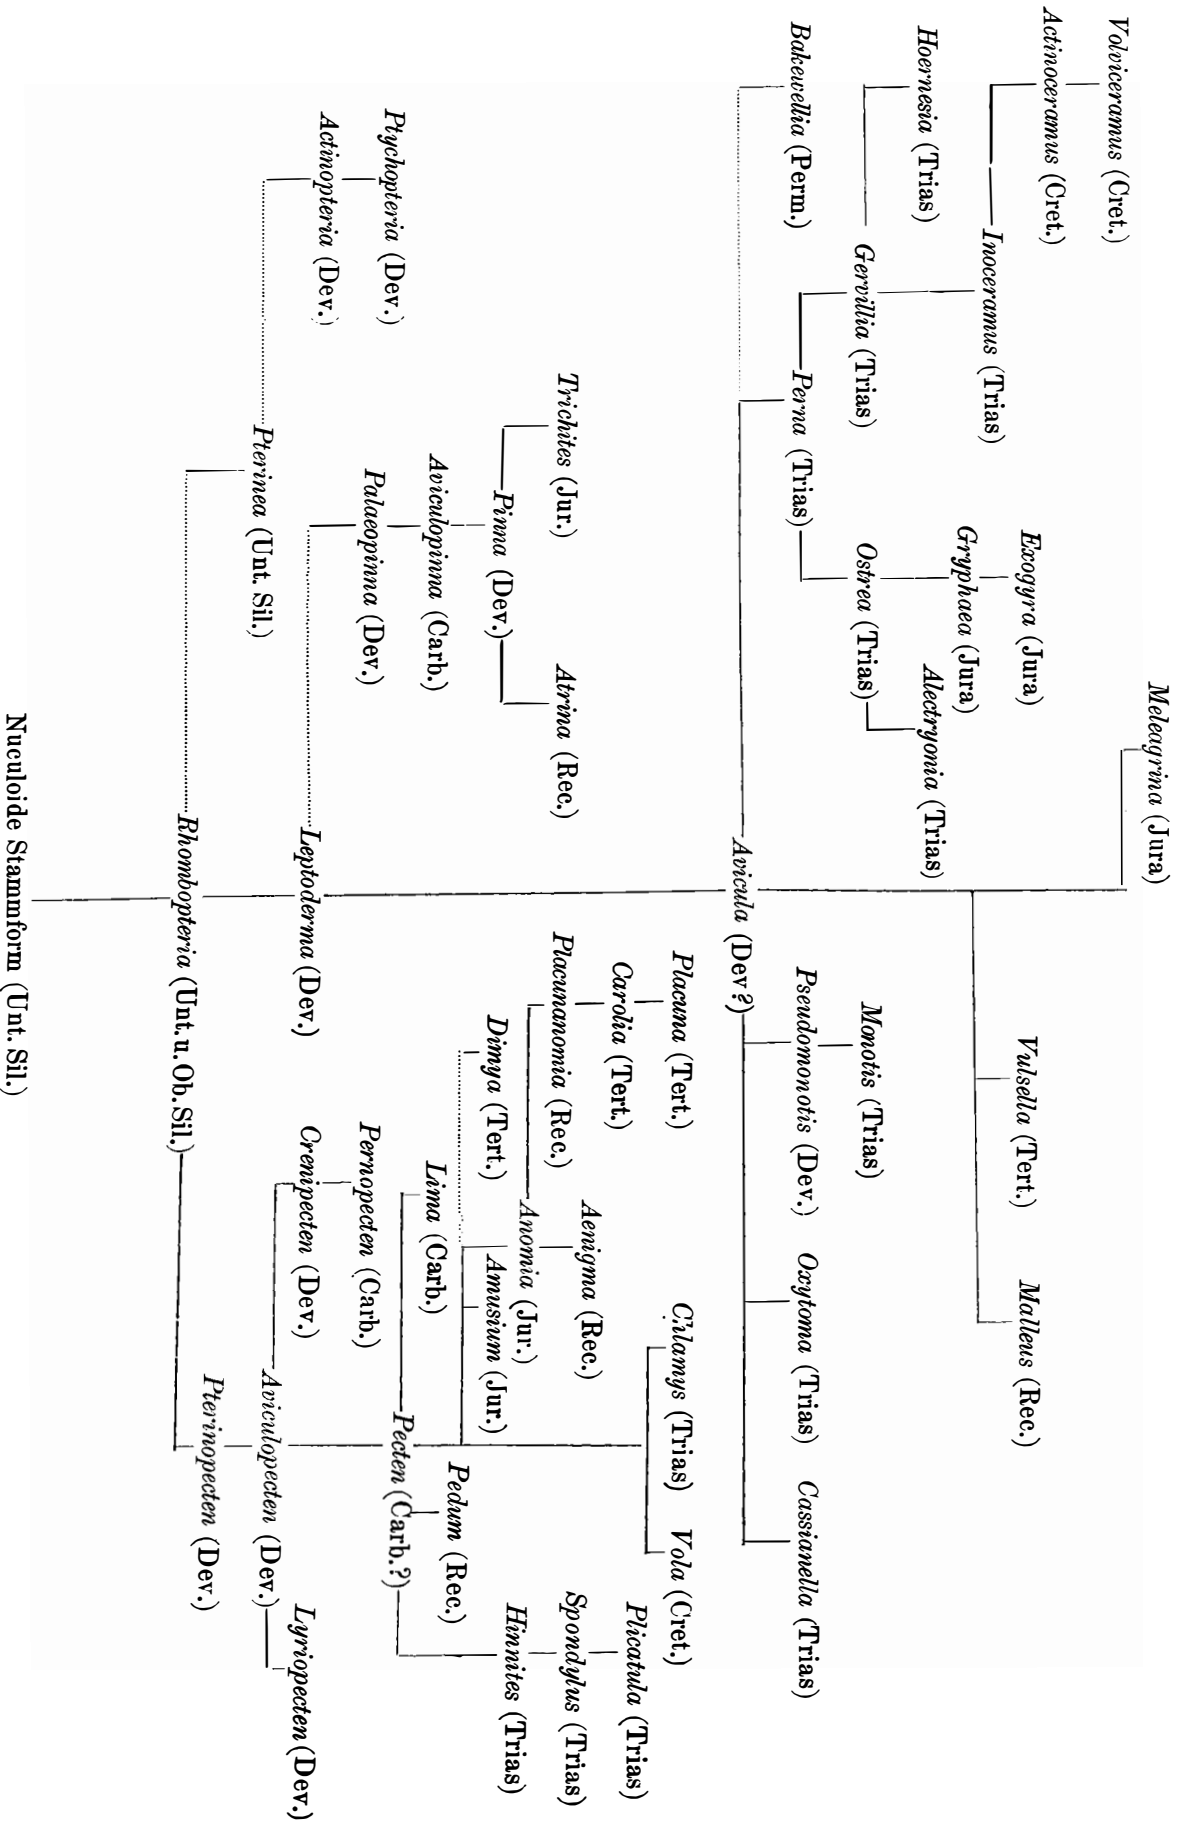 Meleagrina (Jura)
Volviceramus (Cret.)
Actinoceramus (Cret.)
Exogyra (Jura)
Vulsella (Tert.)
Malleus (Rec.)
Inoceramus (Trias)
Gryphaea (Jura)
Hoernesia (Trias)
Alectryonia (Trias)
Gervillia (Trias)
Ostrea (Trias)
Monotis (Trias)
Bakewellia (Perm.)
Perna (Trias)
Pseudomonotis (Dev.)
Oxytoma (Trias)
Cassianella (Trias)
Avicula (Dev?)
Placuna (Tert.)
Chlamys (Trias)
Vola (Cret.)
Carolia (Tert.)
Plicatula (Trias)
Trichites (Jur.)
Atrina (Rec.)
Placunanomia (Rec.)
Aenigma (Rec.)
Spondylus (Trias)
Pinna (Dev.)
Dimya (Tert.)
Anomia (Jur.)
Hinnites (Trias)
Amusium (Jur.)
Aviculopinna (Carb.)
Lima (Carb.)
Pedum (Rec.)
Ptychopteria (Dev.)
Palaeopinna (Dev.)
Pernopecten (Carb.)
Pecten (Carb.?)
Actinopteria (Dev.)
Leptoderma (Dev.)
Crenipecten (Dev.)
Lyriopecten (Dev.)
Pterinea (Unt. Sil.)
Aviculopecten (Dev.)
Rhombopteria (Unt. u. Ob. Sil.)
Pterinopecten (Dev.)
Nuculoide Stammform (Unt. Sil.)